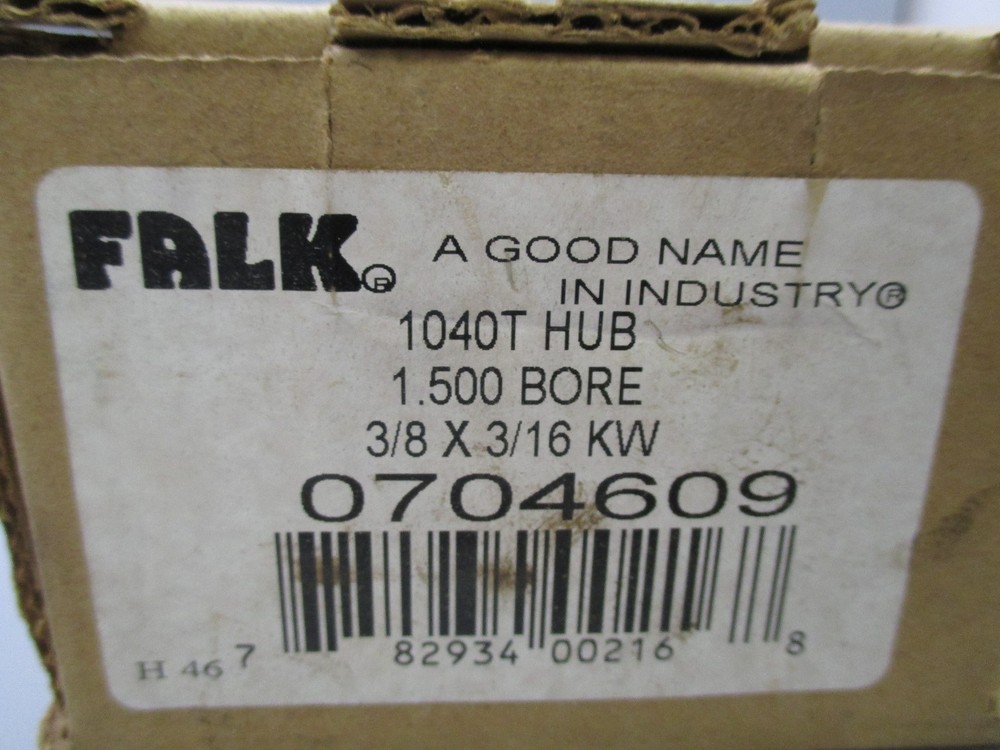 FALK® A GOOD NAME
IN INDUSTRY®
1040T HUB
1.500 BORE
3/8 X 3/16 KW
0704609
7 82934 00216 8
H 46